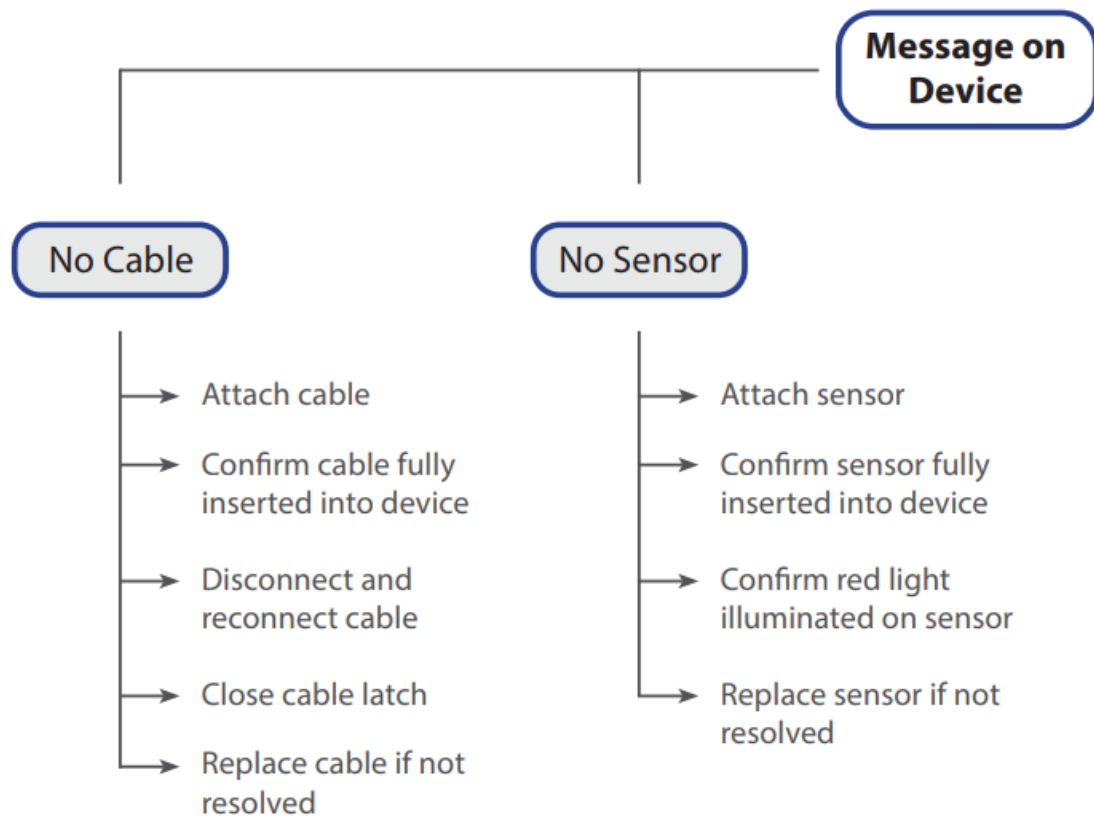 Message on
Device
No Cable
Attach cable
Confirm cable fully
inserted into device
Disconnect and
reconnect cable
Close cable latch
Replace cable if not
resolved
No Sensor
Attach sensor
Confirm sensor fully
inserted into device
Confirm red light
illuminated on sensor
Replace sensor if not
resolved